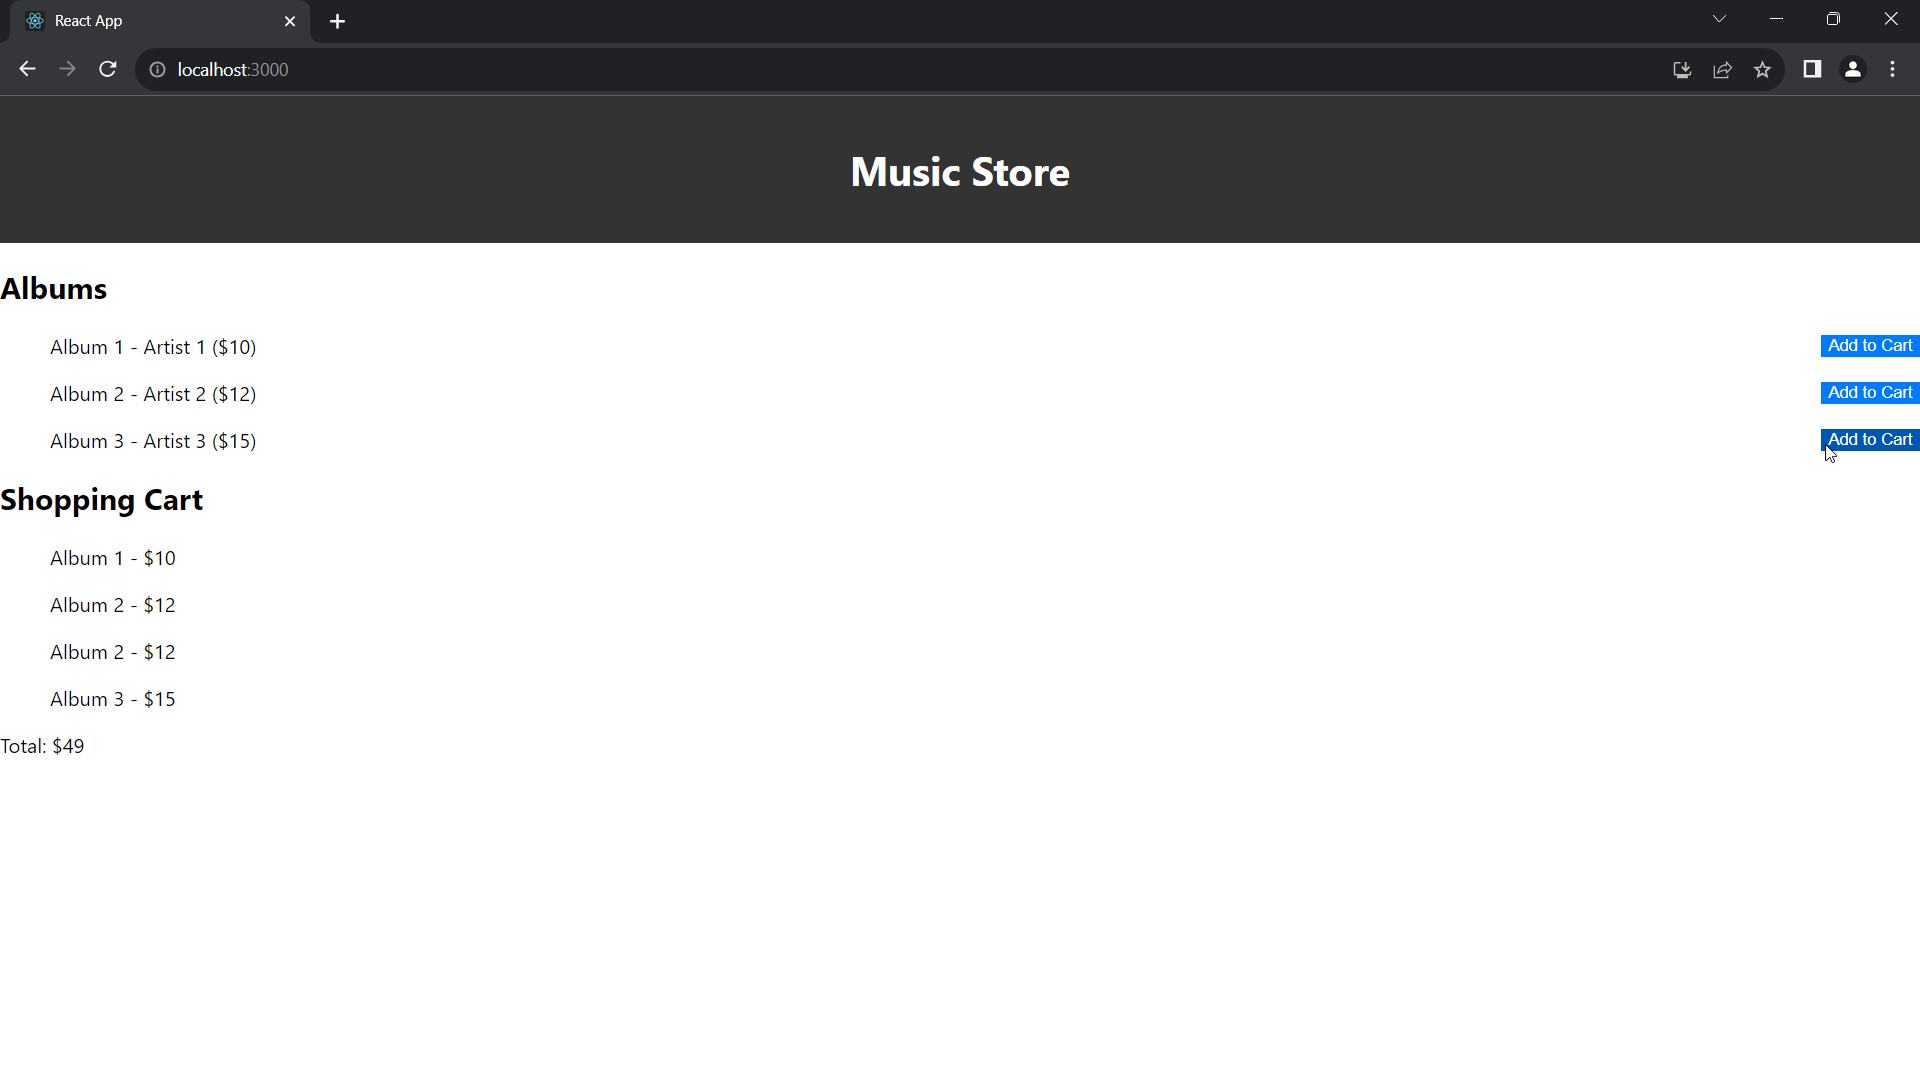 React App
localhost:3000
Music Store
Albums
Album 1 - Artist 1 ($10)
Add to Cart
Album 2 - Artist 2 ($12)
Add to Cart
Album 3 - Artist 3 ($15)
Add to Cart
Shopping Cart
Album 1 - $10
Album 2 - $12
Album 2 - $12
Album 3 - $15
Total: $49